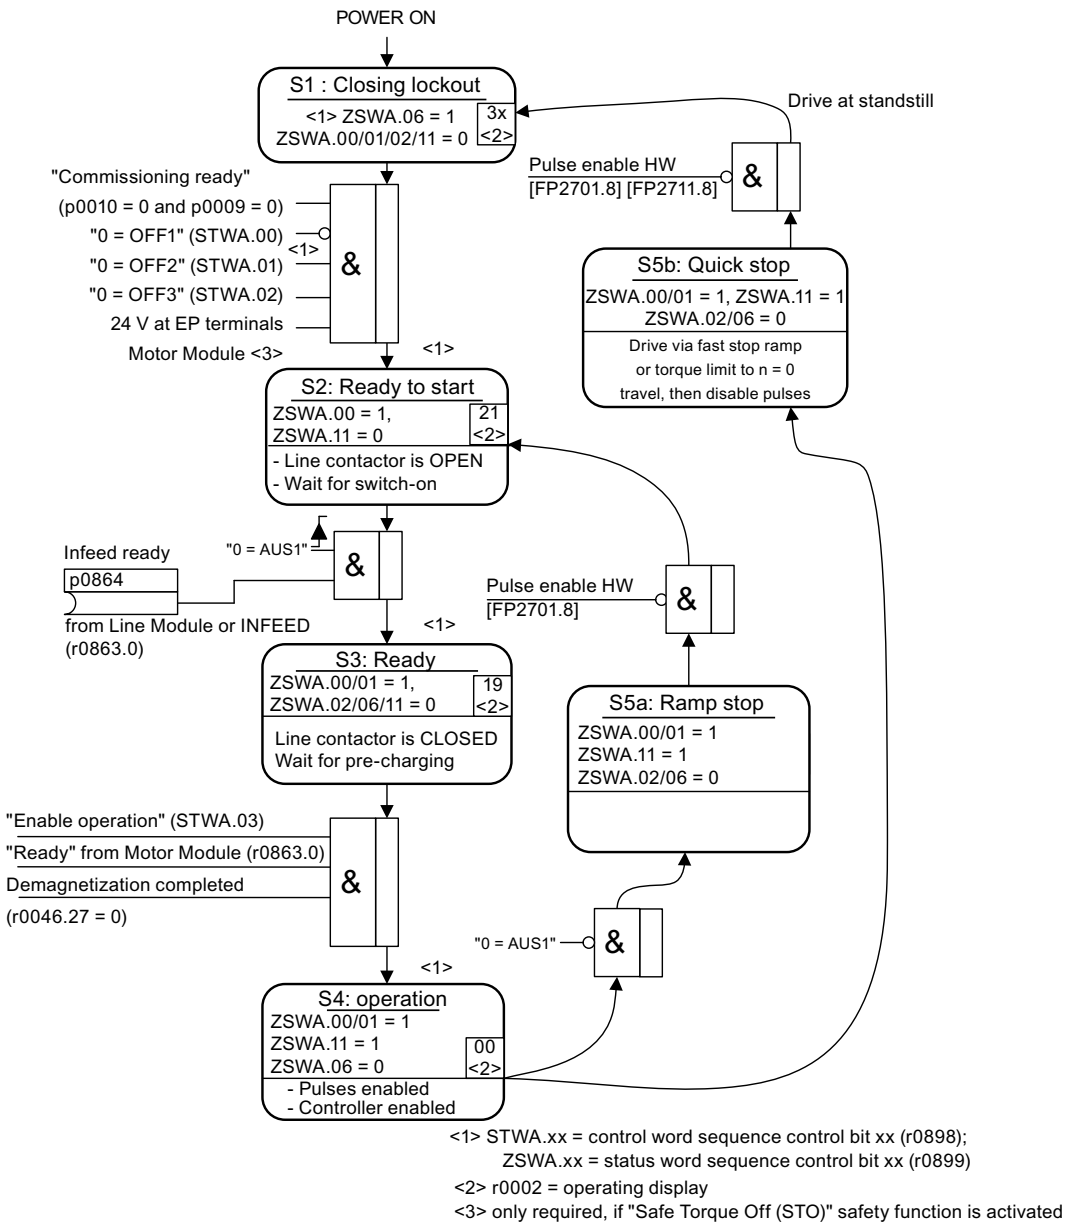 POWER ON
S1 : Closing lockout
<1> ZSWA.06 = 1
ZSWA.00/01/02/11 = 0
3x
<2>
Drive at standstill
Pulse enable HW
[FP2701.8] [FP2711.8]
&
"Commissioning ready"
(p0010 = 0 and p0009 = 0)
"0 = OFF1" (STWA.00)
<1>
"0 = OFF2" (STWA.01)
"0 = OFF3" (STWA.02)
24 V at EP terminals
Motor Module <3>
&
<1>
S5b: Quick stop
ZSWA.00/01 = 1, ZSWA.11 = 1
ZSWA.02/06 = 0
Drive via fast stop ramp
or torque limit to n = 0
travel, then disable pulses
S2: Ready to start
ZSWA.00 = 1,
ZSWA.11 = 0
21
<2>
- Line contactor is OPEN
- Wait for switch-on
"0 = AUS1"
&
Infeed ready
p0864
from Line Module or INFEED
(r0863.0)
<1>
Pulse enable HW
[FP2701.8]
&
S3: Ready
ZSWA.00/01 = 1,
ZSWA.02/06/11 = 0
19
<2>
Line contactor is CLOSED
Wait for pre-charging
S5a: Ramp stop
ZSWA.00/01 = 1
ZSWA.11 = 1
ZSWA.02/06 = 0
"Enable operation" (STWA.03)
"Ready" from Motor Module (r0863.0)
Demagnetization completed
(r0046.27 = 0)
&
<1>
"0 = AUS1"
&
S4: operation
ZSWA.00/01 = 1
ZSWA.11 = 1
ZSWA.06 = 0
00
<2>
- Pulses enabled
- Controller enabled
<1> STWA.xx = control word sequence control bit xx (r0898);
ZSWA.xx = status word sequence control bit xx (r0899)
<2> r0002 = operating display
<3> only required, if "Safe Torque Off (STO)" safety function is activated